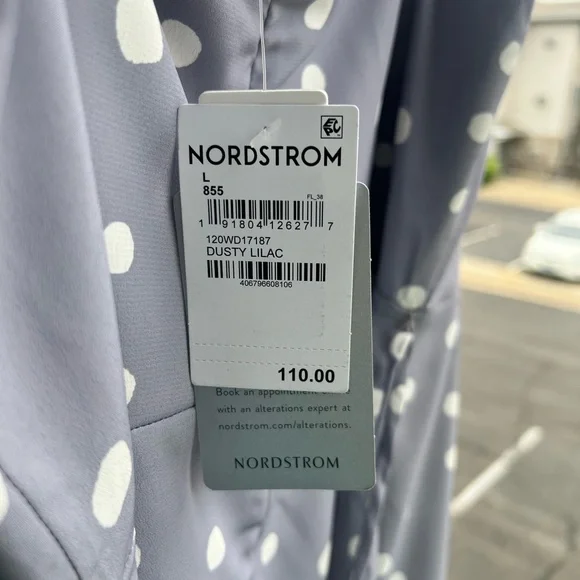 NORDSTROM
L
855
FL_36
1 91804 12627 7
120WD17187
DUSTY LILAC
406796608106
110.00
Book an appointment
with an alterations expert at
nordstrom.com/alterations.
NORDSTROM